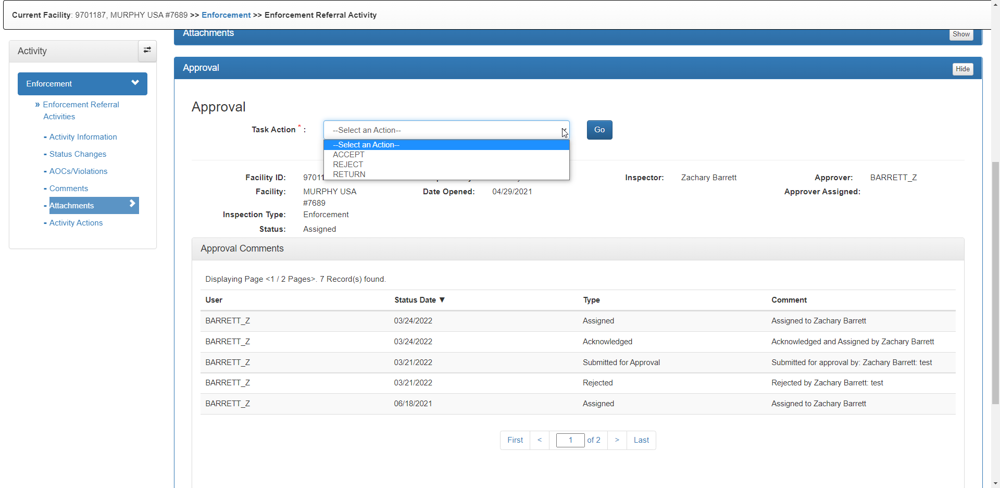 Current Facility: 9701187, MURPHY USA #7689 >> Enforcement >> Enforcement Referral Activity
Attachments
Show
Activity
Enforcement
» Enforcement Referral
Activities
- Activity Information
- Status Changes
- AOCs/Violations
- Comments
- Attachments
- Activity Actions
Approval
Hide
Approval
Task Action * :
--Select an Action--
Go
--Select an Action--
ACCEPT
REJECT
RETURN
Facility ID: 9701
Inspector: Zachary Barrett
Approver: BARRETT_Z
Facility: MURPHY USA
#7689
Date Opened: 04/29/2021
Approver Assigned:
Inspection Type: Enforcement
Status: Assigned
Approval Comments
Displaying Page <1 / 2 Pages>. 7 Record(s) found.
User Status Date ▼ Type Comment
BARRETT_Z 03/24/2022 Assigned Assigned to Zachary Barrett
BARRETT_Z 03/24/2022 Acknowledged Acknowledged and Assigned by Zachary Barrett
BARRETT_Z 03/21/2022 Submitted for Approval Submitted for approval by: Zachary Barrett: test
BARRETT_Z 03/21/2022 Rejected Rejected by Zachary Barrett: test
BARRETT_Z 06/18/2021 Assigned Assigned to Zachary Barrett
First < 1 of 2 > Last